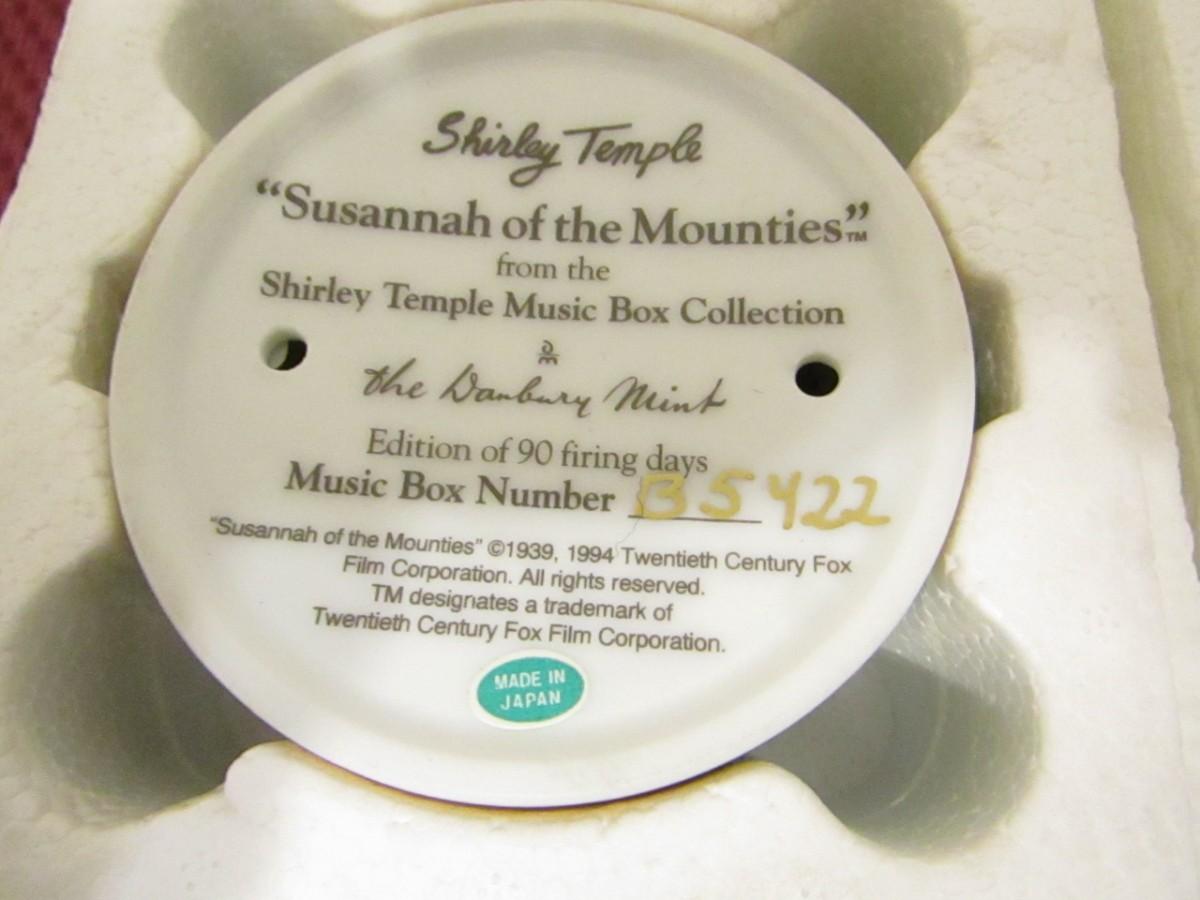 Shirley Temple
“Susannah of the Mounties”™
from the
Shirley Temple Music Box Collection
the Danbury Mint
Edition of 90 firing days
Music Box Number B5422
“Susannah of the Mounties” ©1939, 1994 Twentieth Century Fox
Film Corporation. All rights reserved.
TM designates a trademark of
Twentieth Century Fox Film Corporation.
MADE IN
JAPAN